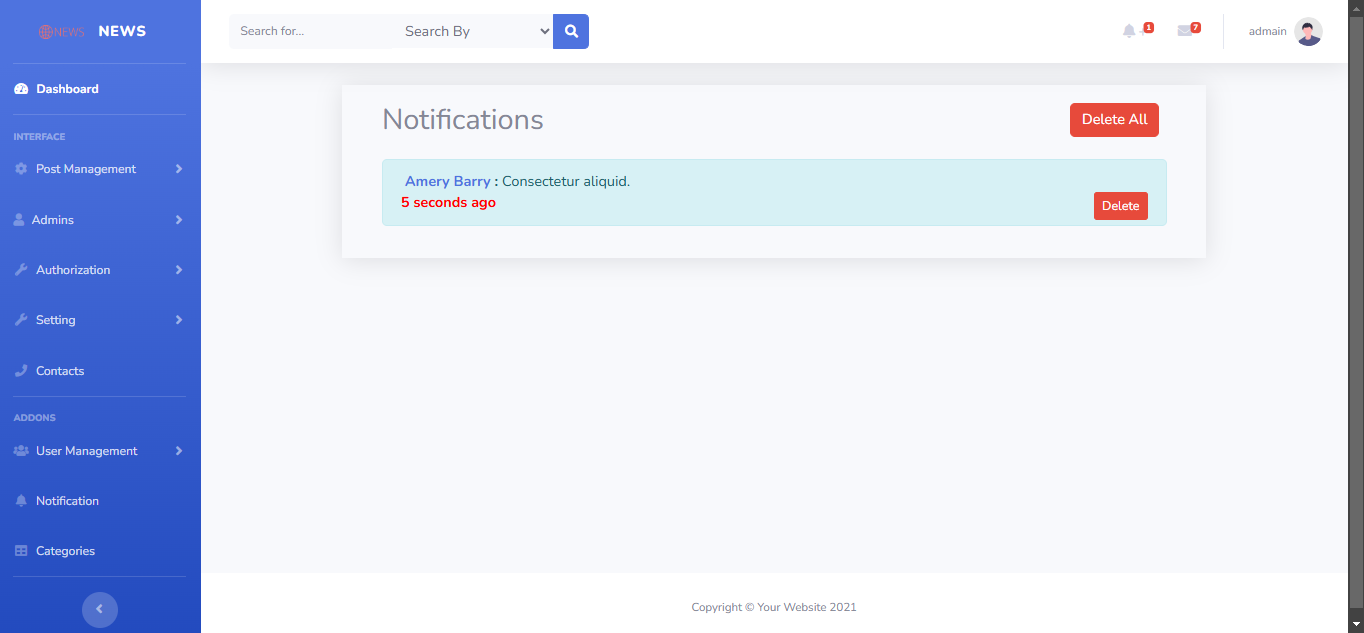 NEWS NEWS
Search for...
Search By
1
7
admain
Dashboard
INTERFACE
Post Management
Admins
Authorization
Setting
Contacts
ADDONS
User Management
Notification
Categories
Notifications
Delete All
Amery Barry : Consectetur aliquid.
5 seconds ago
Delete
Copyright © Your Website 2021